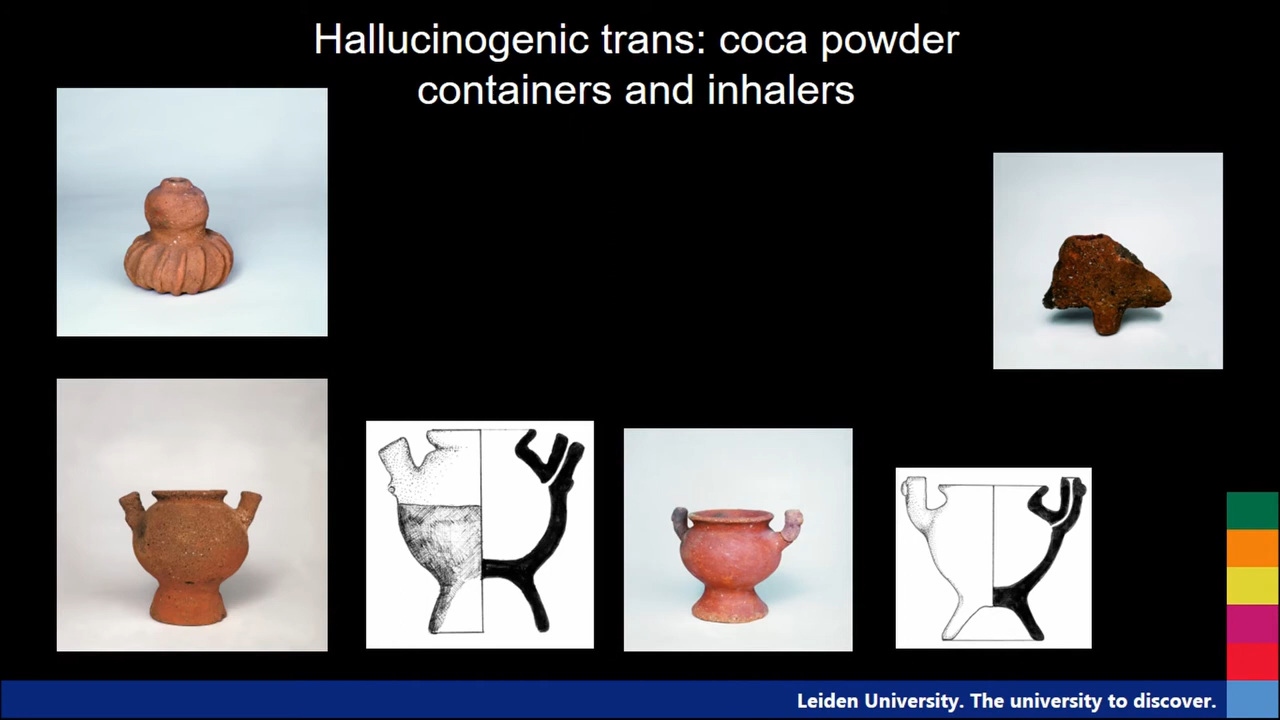 Hallucinogenic trans: coca powder
containers and inhalers
Leiden University. The university to discover.